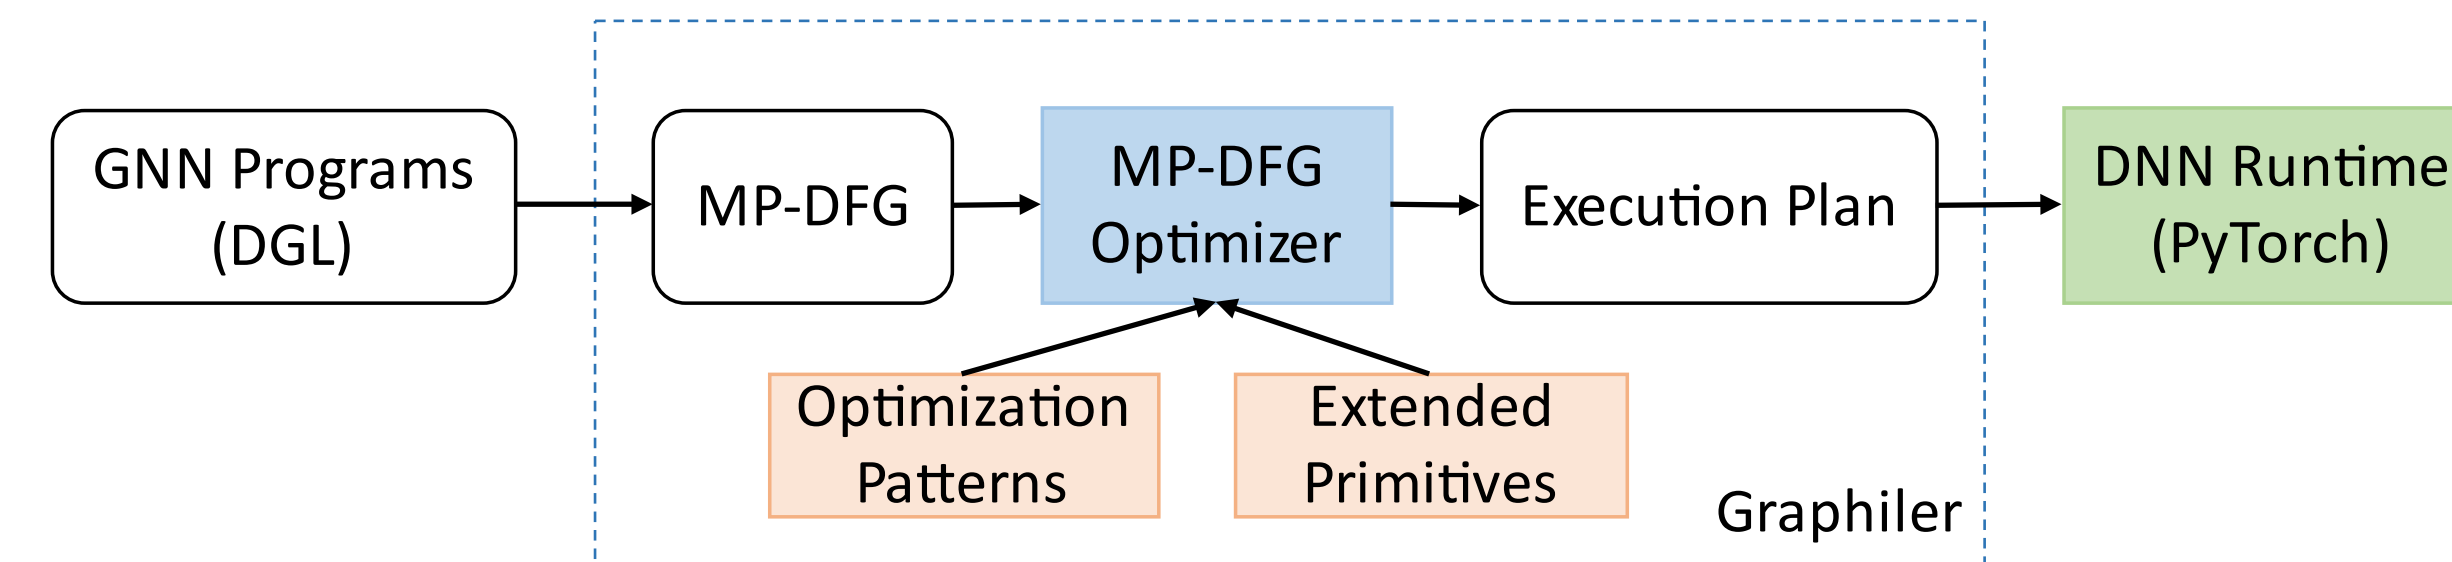 GNN Programs
(DGL)
MP-DFG
MP-DFG
Optimizer
Execution Plan
DNN Runtime
(PyTorch)
Optimization
Patterns
Extended
Primitives
Graphiler